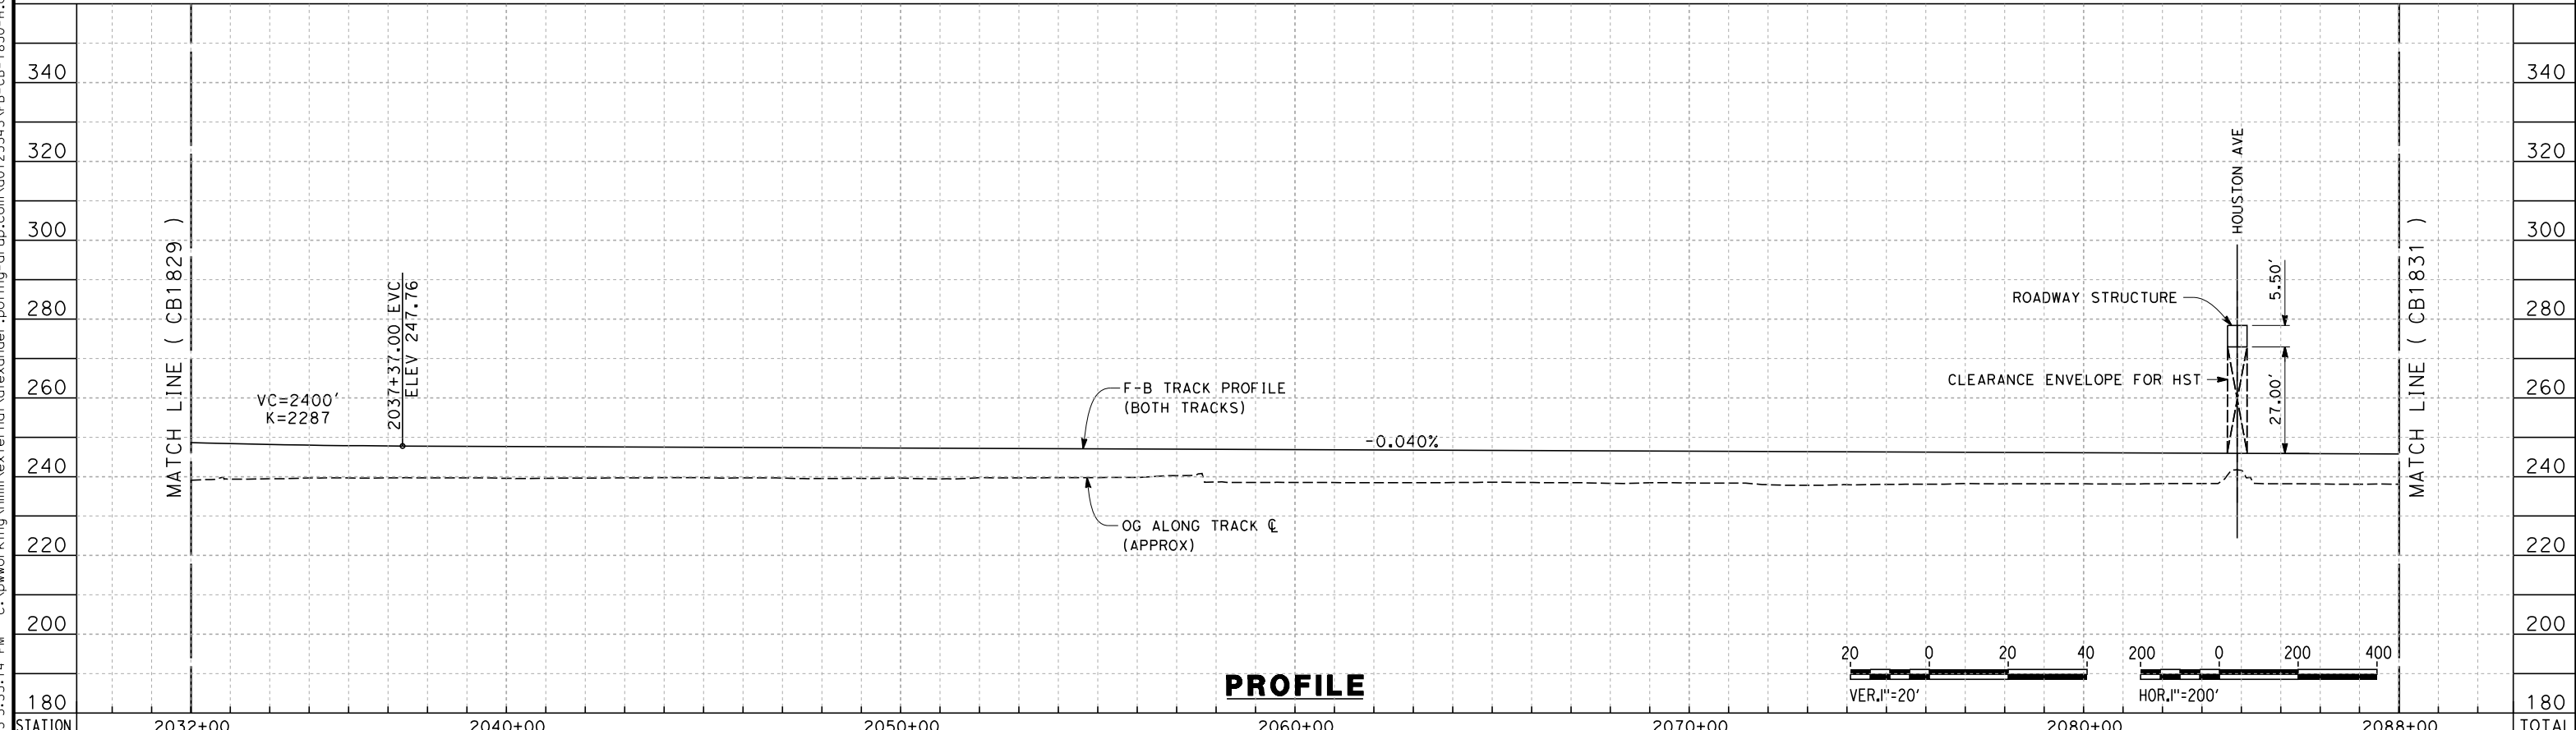 340
320
300
280
260
240
220
200
180
STATION
MATCH LINE ( CB1829 )
VC=2400'
K=2287
2037+37.00 EVC
ELEV 247.76
F-B TRACK PROFILE
(BOTH TRACKS)
-0.040%
OG ALONG TRACK ℄
(APPROX)
HOUSTON AVE
ROADWAY STRUCTURE
5.50'
CLEARANCE ENVELOPE FOR HST
27.00'
MATCH LINE ( CB1831 )
340
320
300
280
260
240
220
200
180
TOTAL
PROFILE
20 0 20 40
VER.1"=20'
200 0 200 400
HOR.1"=200'
2032+00 2040+00 2050+00 2060+00 2070+00 2080+00 2088+00